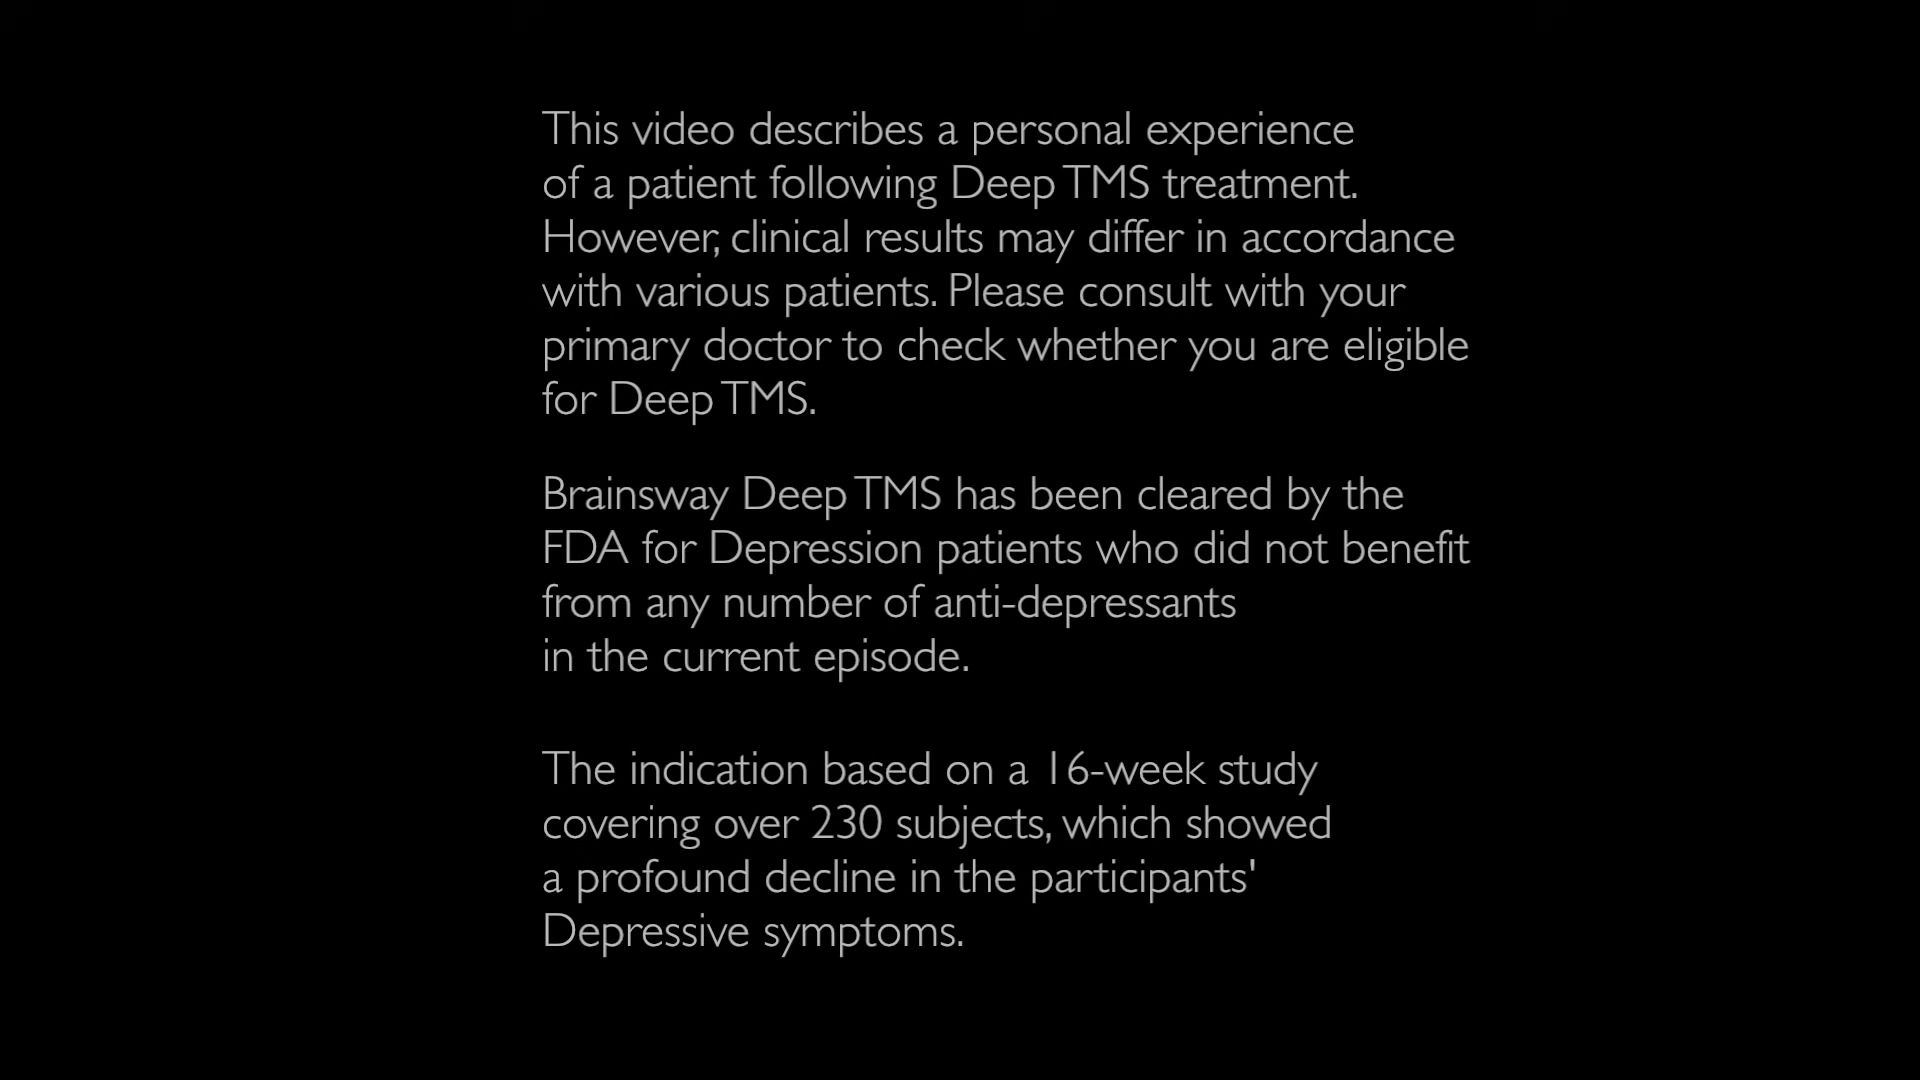 This video describes a personal experience
of a patient following Deep TMS treatment.
However, clinical results may differ in accordance
with various patients. Please consult with your
primary doctor to check whether you are eligible
for Deep TMS.
Brainsway Deep TMS has been cleared by the
FDA for Depression patients who did not benefit
from any number of anti-depressants
in the current episode.
The indication based on a 16-week study
covering over 230 subjects, which showed
a profound decline in the participants'
Depressive symptoms.